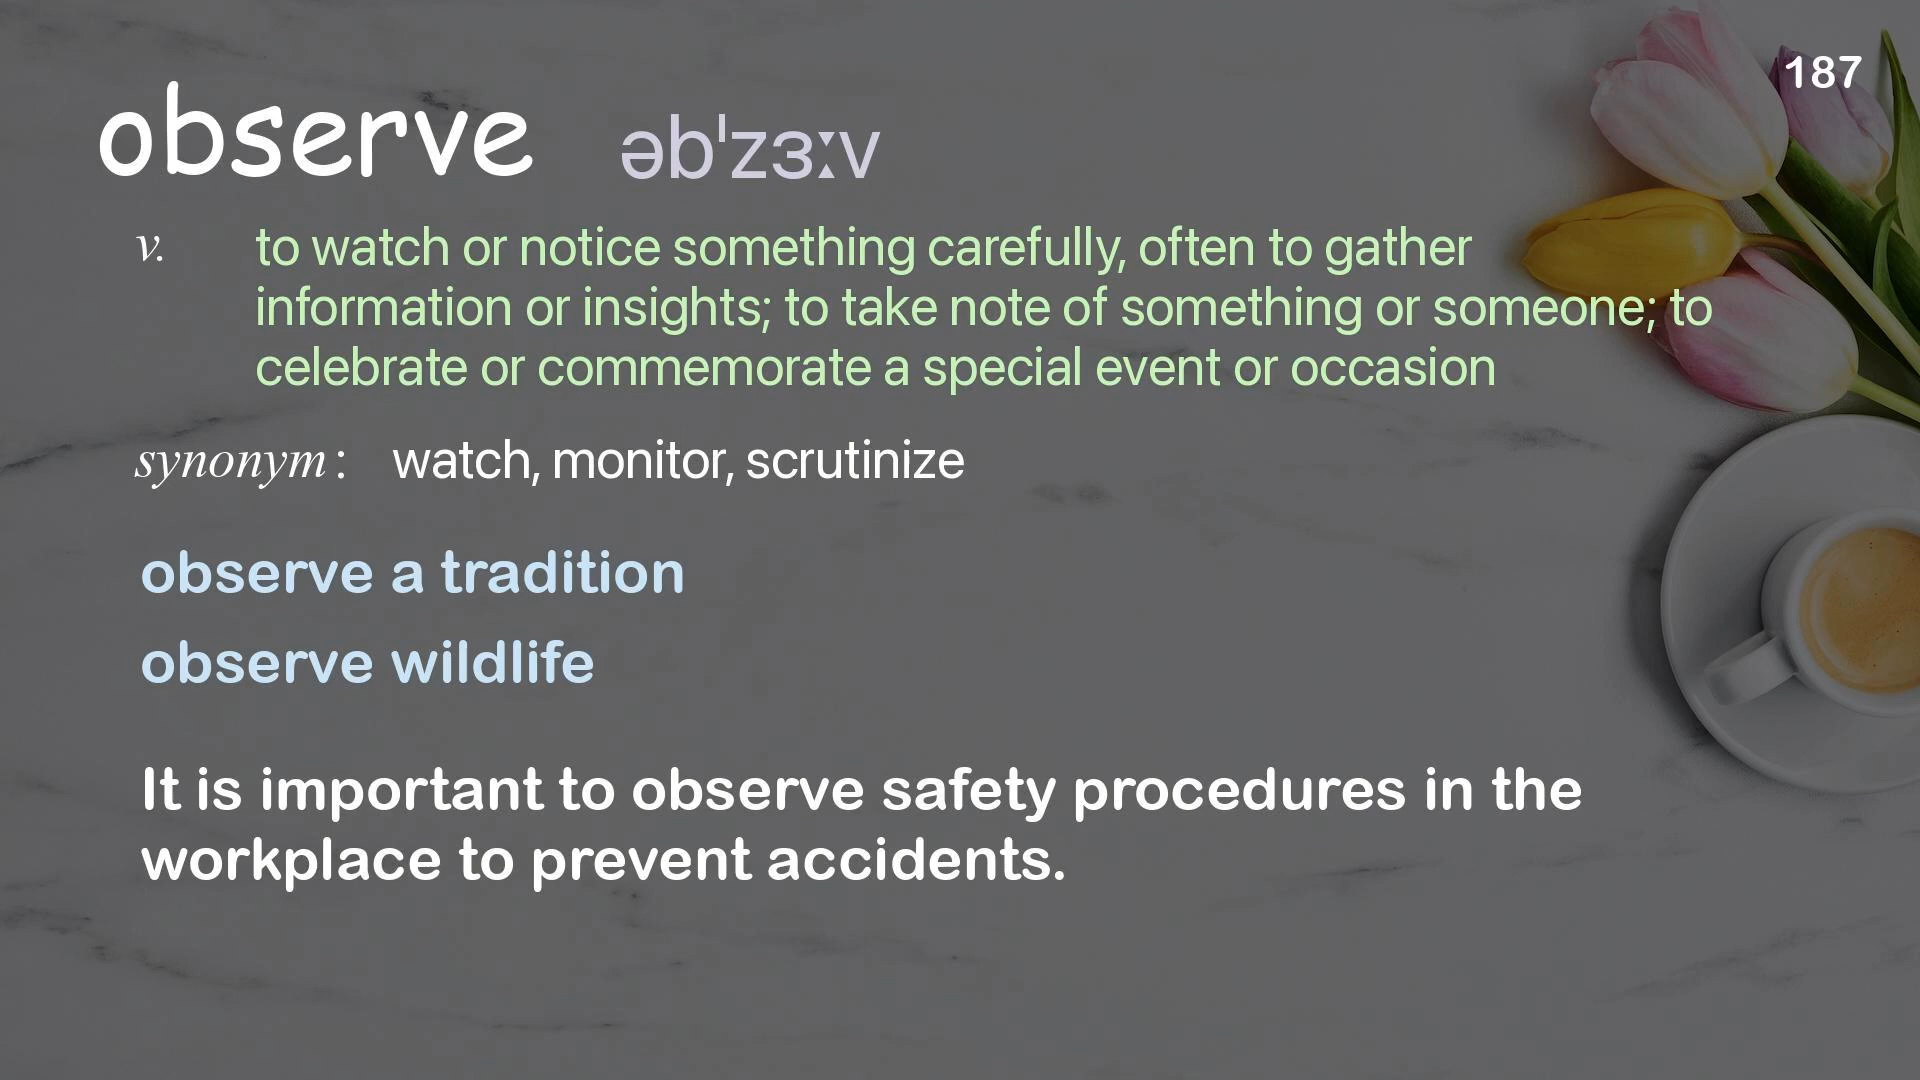 187
observe əbˈzɜːv
v. to watch or notice something carefully, often to gather
information or insights; to take note of something or someone; to
celebrate or commemorate a special event or occasion
synonym: watch, monitor, scrutinize
observe a tradition
observe wildlife
It is important to observe safety procedures in the
workplace to prevent accidents.